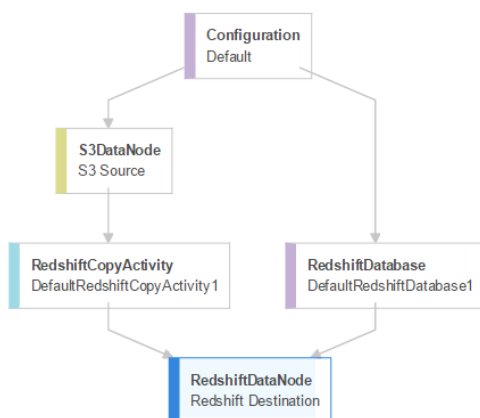 Configuration
Default
S3DataNode
S3 Source
RedshiftCopyActivity
DefaultRedshiftCopyActivity1
RedshiftDatabase
DefaultRedshiftDatabase1
RedshiftDataNode
Redshift Destination